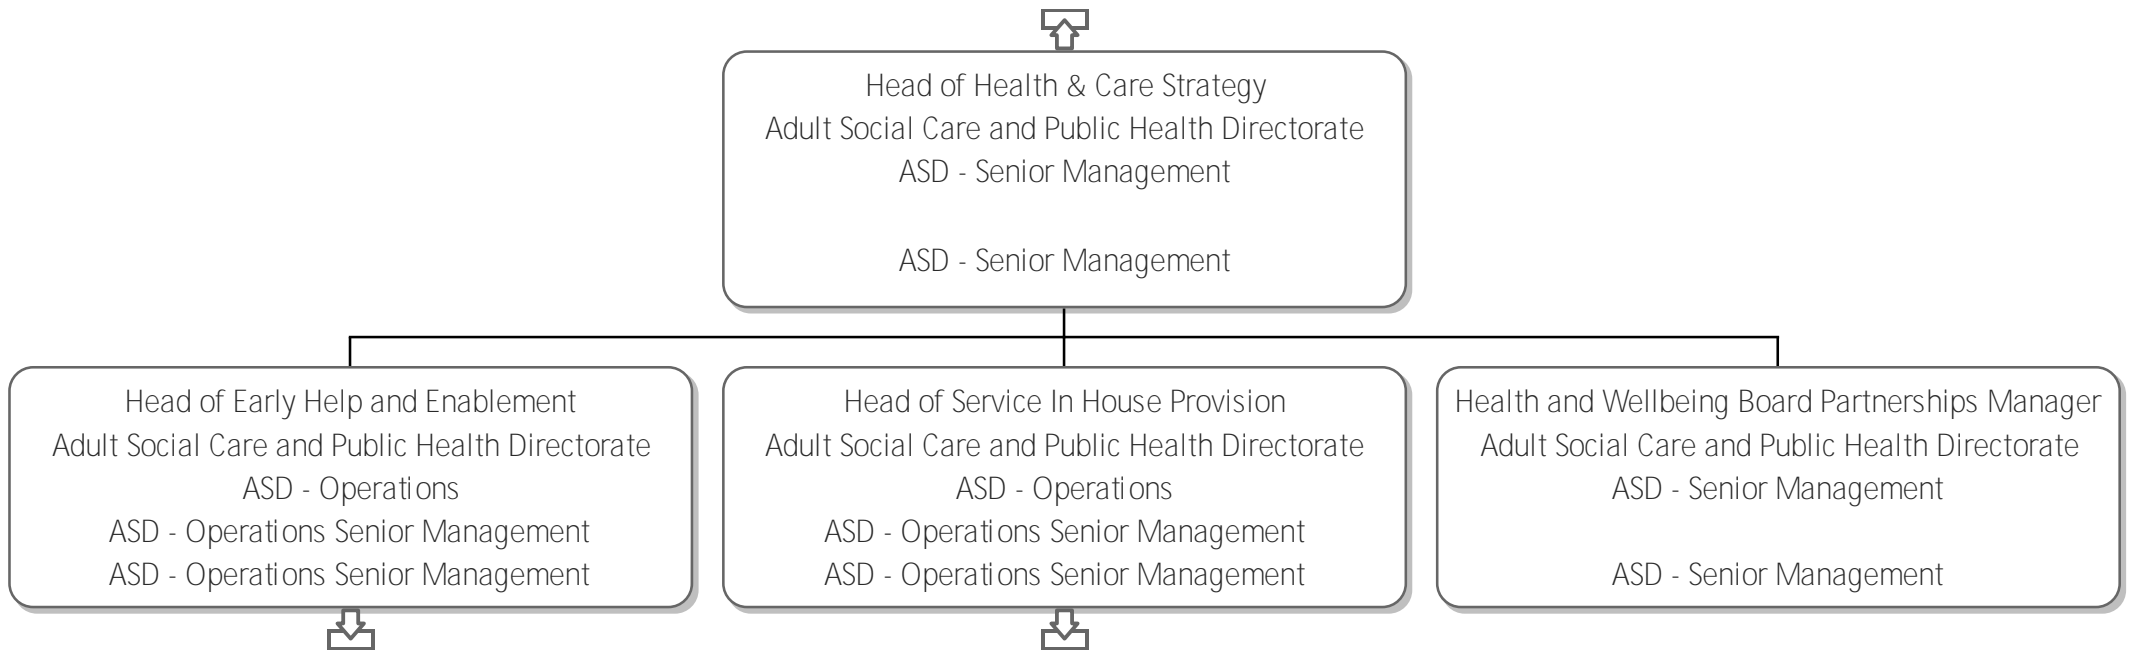 Head of Health & Care Strategy
Adult Social Care and Public Health Directorate
ASD - Senior Management
ASD - Senior Management
Head of Early Help and Enablement
Adult Social Care and Public Health Directorate
ASD - Operations
ASD - Operations Senior Management
ASD - Operations Senior Management
Head of Service In House Provision
Adult Social Care and Public Health Directorate
ASD - Operations
ASD - Operations Senior Management
ASD - Operations Senior Management
Health and Wellbeing Board Partnerships Manager
Adult Social Care and Public Health Directorate
ASD - Senior Management
ASD - Senior Management